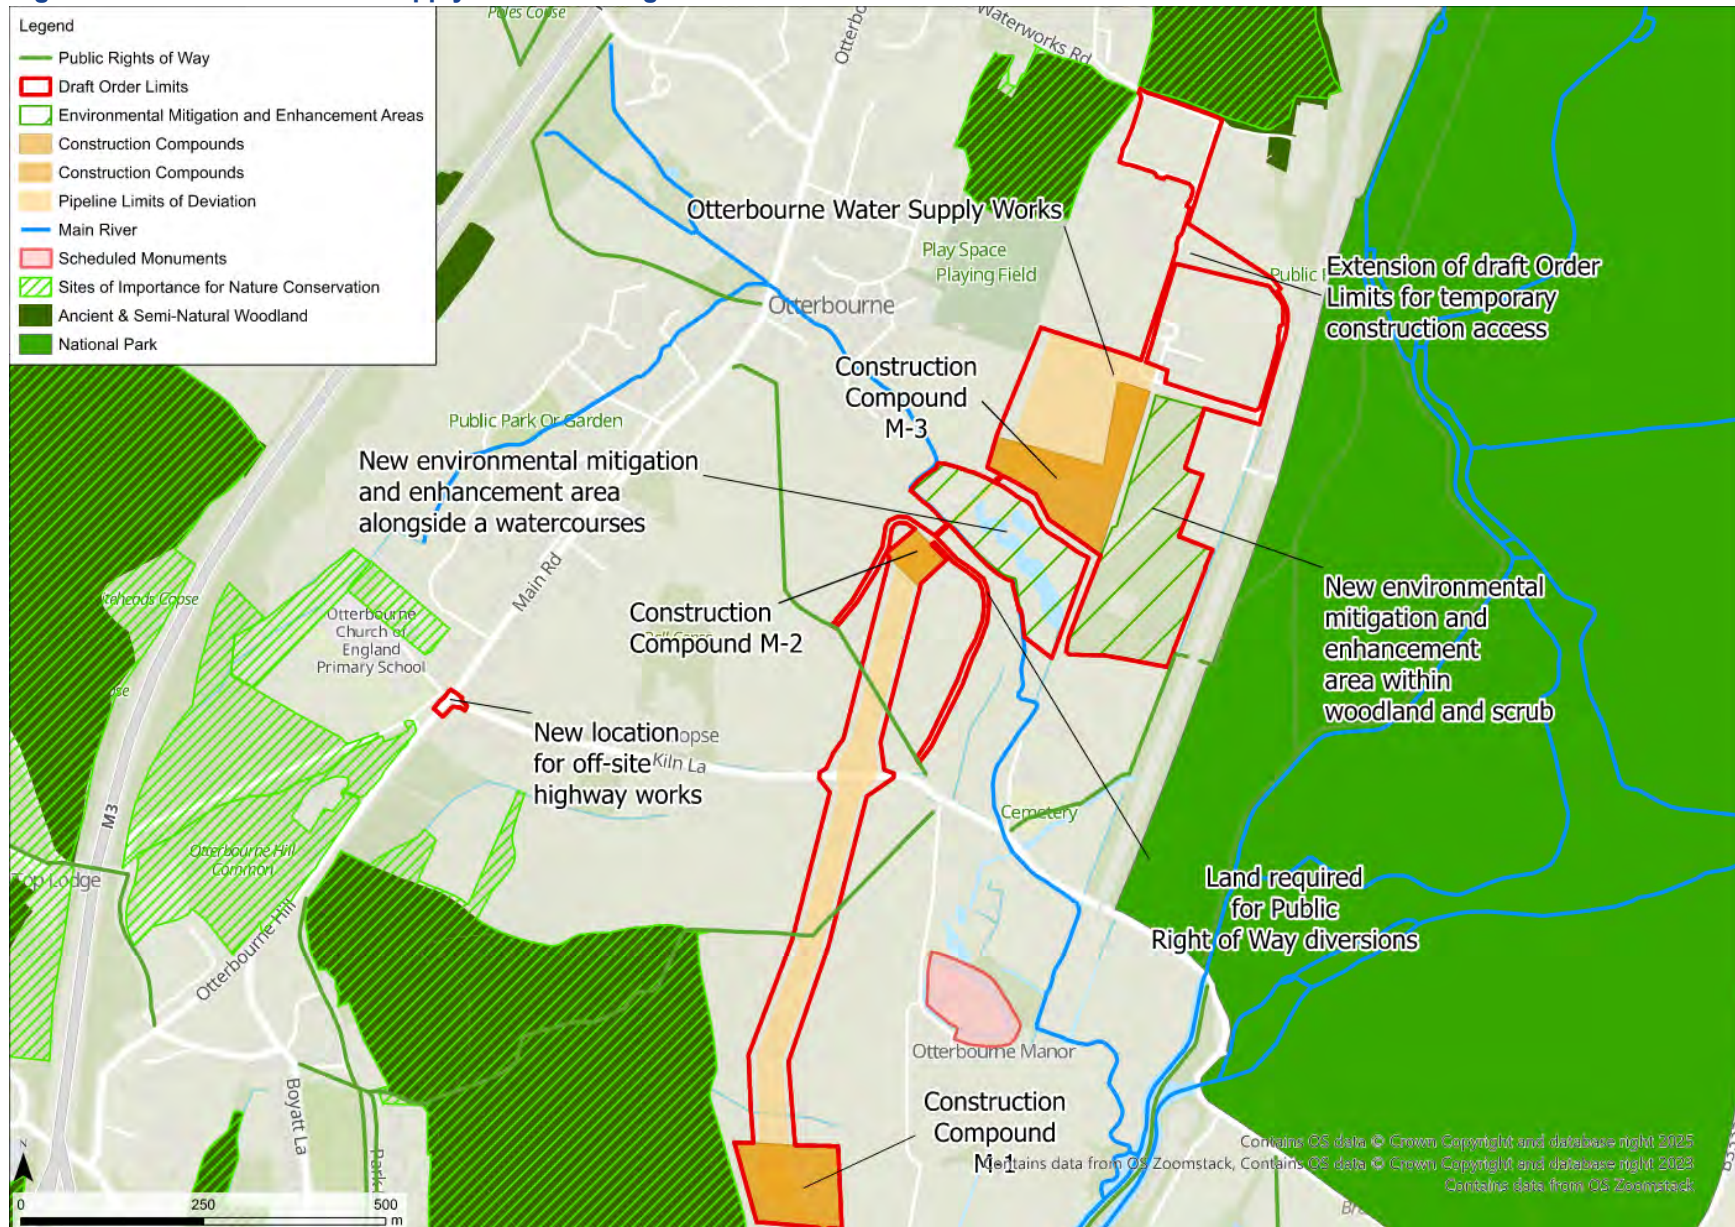 Legend
Public Rights of Way
Draft Order Limits
Environmental Mitigation and Enhancement Areas
Construction Compounds
Construction Compounds
Pipeline Limits of Deviation
Main River
Scheduled Monuments
Sites of Importance for Nature Conservation
Ancient & Semi-Natural Woodland
National Park
Poles Copse
Otterbo
Waterworks Rd
Otterbourne Water Supply Works
Play Space
Playing Field
Public
Extension of draft Order
Limits for temporary
construction access
Otterbourne
Construction
Compound
M-3
Public Park Or Garden
New environmental mitigation
and enhancement area
alongside a watercourses
Main Rd
Otterbourne
Church of
England
Primary School
Construction
Compound M-2
New environmental
mitigation and
enhancement
area within
woodland and scrub
New location
for off-site
highway works
opse
Kiln La
M3
Otterbourne Hill
Common
Cemetery
Top Lodge
Otterbourne Hill
Land required
for Public
Right of Way diversions
Otterbourne Manor
Boyatt La
Park
Construction
Compound
M-1
Contains OS data © Crown Copyright and database right 2025
Contains data from OS Zoomstack, Contains OS data © Crown Copyright and database right 2023
Contains data from OS Zoomstack
N
0 250 500
m